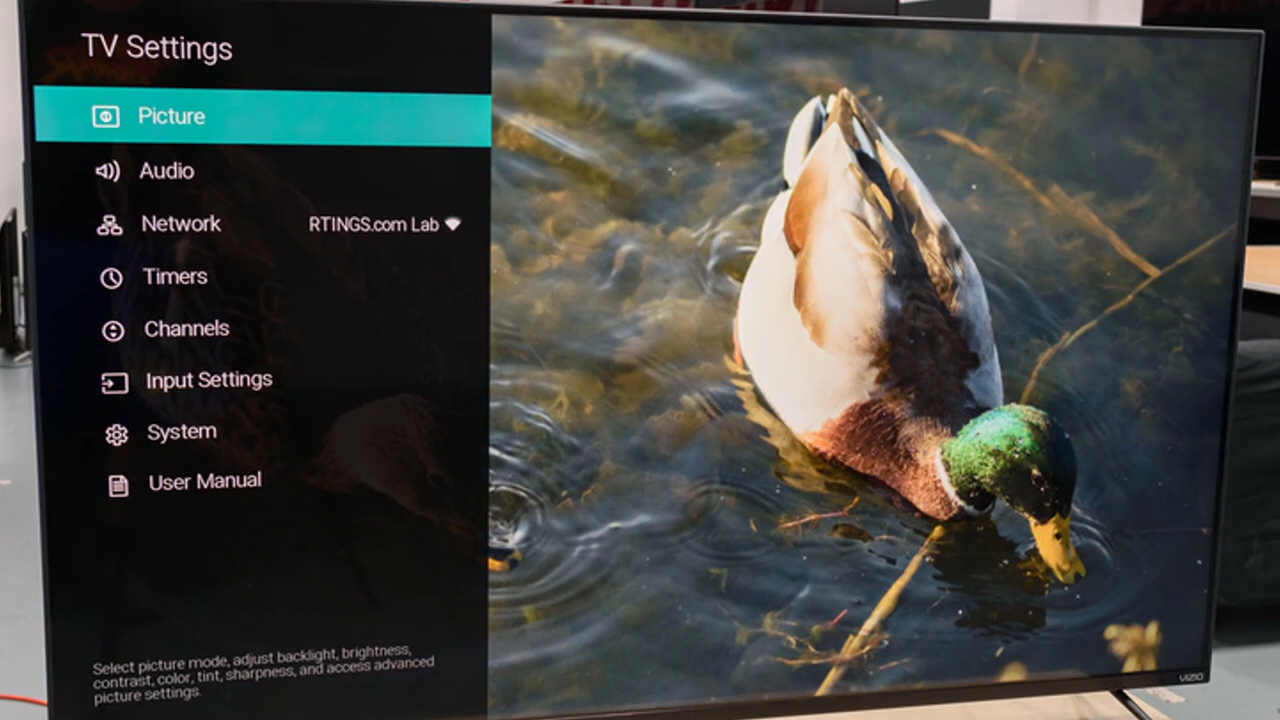 TV Settings
Picture
Audio
Network RTINGS.com Lab
Timers
Channels
Input Settings
System
User Manual
Select picture mode, adjust backlight, brightness,
contrast, color, tint, sharpness, and access advanced
picture settings.
VIZIO